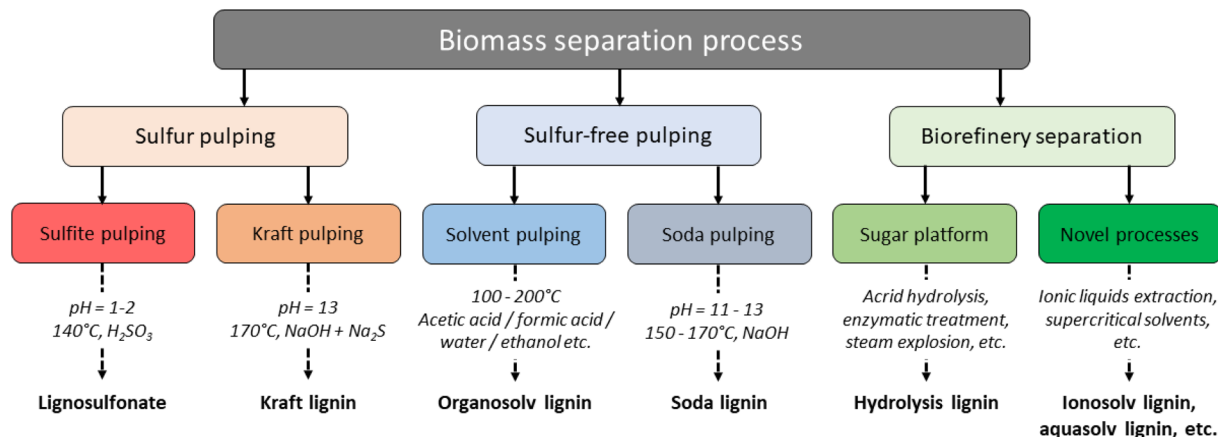 Biomass separation process
Sulfur pulping
Sulfur-free pulping
Biorefinery separation
Sulfite pulping
Kraft pulping
Solvent pulping
Soda pulping
Sugar platform
Novel processes
pH = 1-2
140°C, H₂SO₃
pH = 13
170°C, NaOH + Na₂S
100 - 200°C
Acetic acid / formic acid /
water / ethanol etc.
pH = 11 - 13
150 - 170°C, NaOH
Acrid hydrolysis,
enzymatic treatment,
steam explosion, etc.
Ionic liquids extraction,
supercritical solvents,
etc.
Lignosulfonate
Kraft lignin
Organosolv lignin
Soda lignin
Hydrolysis lignin
Ionosolv lignin,
aquasolv lignin, etc.